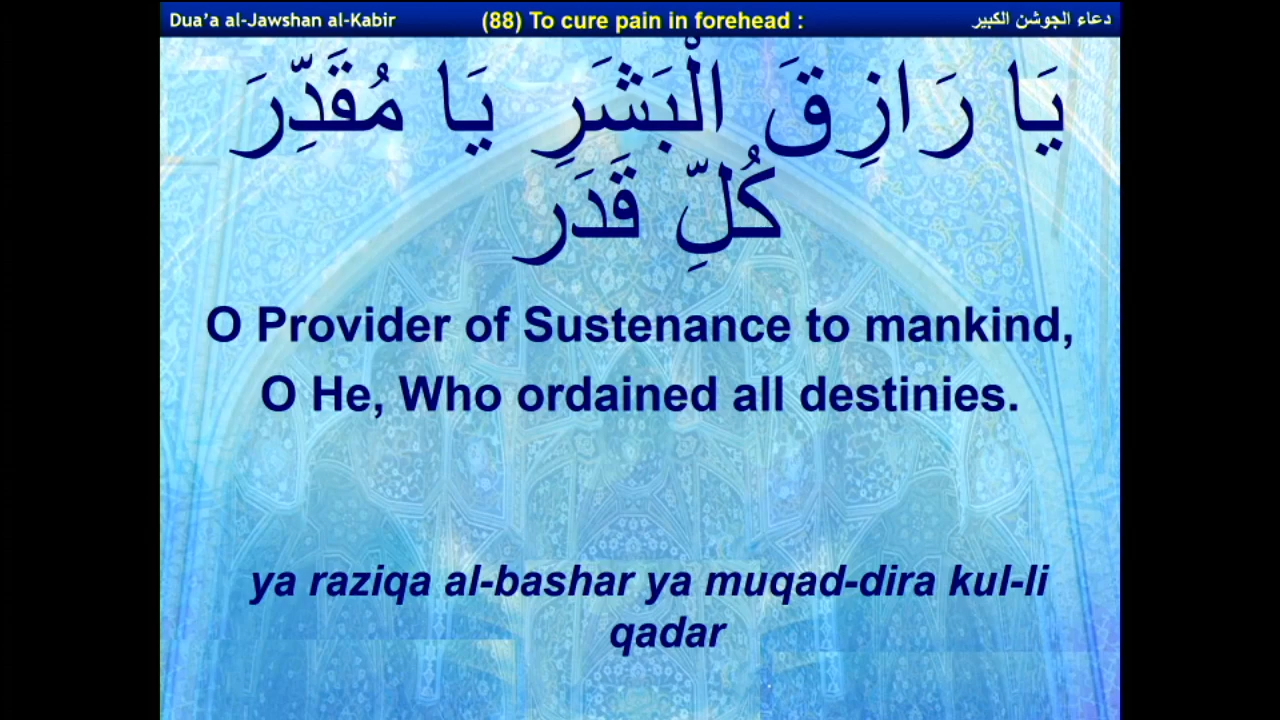 Dua’a al-Jawshan al-Kabir (88) To cure pain in forehead : دعاء الجوشن الكبير
يَا رَازِقَ الْبَشَرِ يَا مُقَدِّرَ
كُلِّ قَدَر
O Provider of Sustenance to mankind,
O He, Who ordained all destinies.
ya raziqa al-bashar ya muqad-dira kul-li
qadar